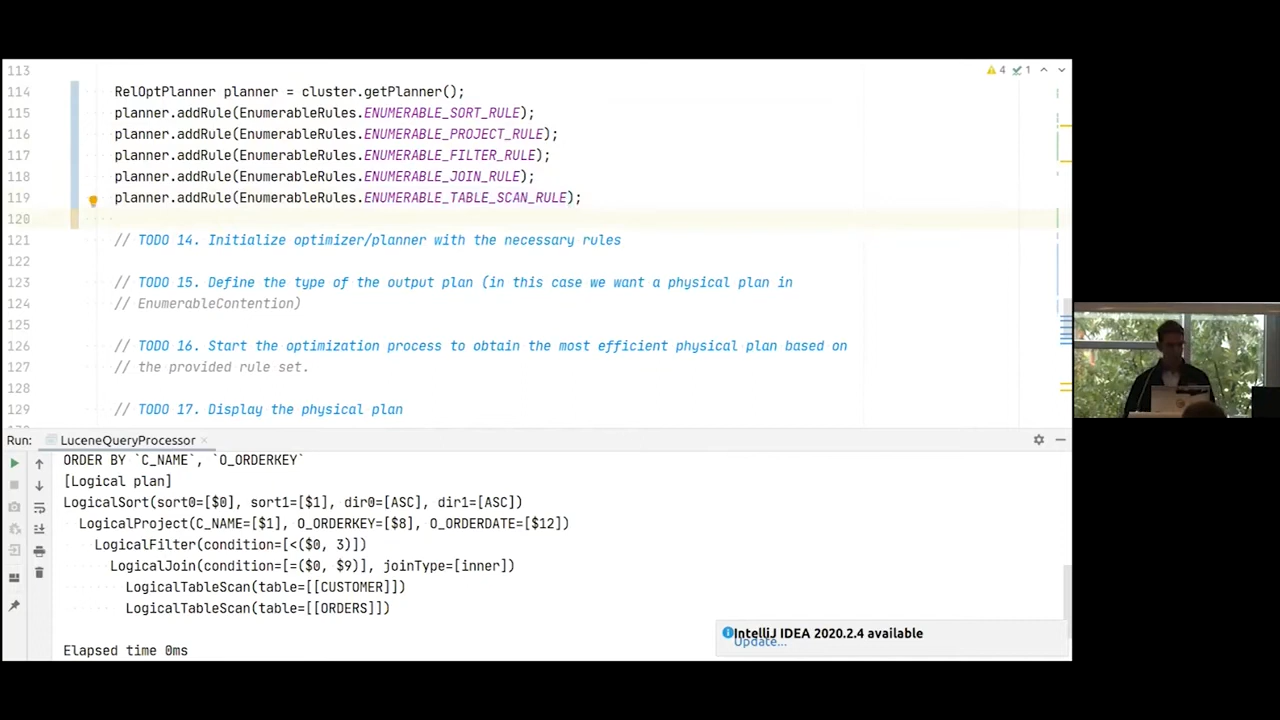 113
114 RelOptPlanner planner = cluster.getPlanner();
115 planner.addRule(EnumerableRules.ENUMERABLE_SORT_RULE);
116 planner.addRule(EnumerableRules.ENUMERABLE_PROJECT_RULE);
117 planner.addRule(EnumerableRules.ENUMERABLE_FILTER_RULE);
118 planner.addRule(EnumerableRules.ENUMERABLE_JOIN_RULE);
119 planner.addRule(EnumerableRules.ENUMERABLE_TABLE_SCAN_RULE);
120
121 // TODO 14. Initialize optimizer/planner with the necessary rules
122
123 // TODO 15. Define the type of the output plan (in this case we want a physical plan in
124 // EnumerableContention)
125
126 // TODO 16. Start the optimization process to obtain the most efficient physical plan based on
127 // the provided rule set.
128
129 // TODO 17. Display the physical plan
4 1
Run: LuceneQueryProcessor
ORDER BY `C_NAME`, `O_ORDERKEY`
[Logical plan]
LogicalSort(sort0=[$0], sort1=[$1], dir0=[ASC], dir1=[ASC])
LogicalProject(C_NAME=[$1], O_ORDERKEY=[$8], O_ORDERDATE=[$12])
LogicalFilter(condition=[<($0, 3)])
LogicalJoin(condition=[=($0, $9)], joinType=[inner])
LogicalTableScan(table=[[CUSTOMER]])
LogicalTableScan(table=[[ORDERS]])
Elapsed time 0ms
IntelliJ IDEA 2020.2.4 available
Update...